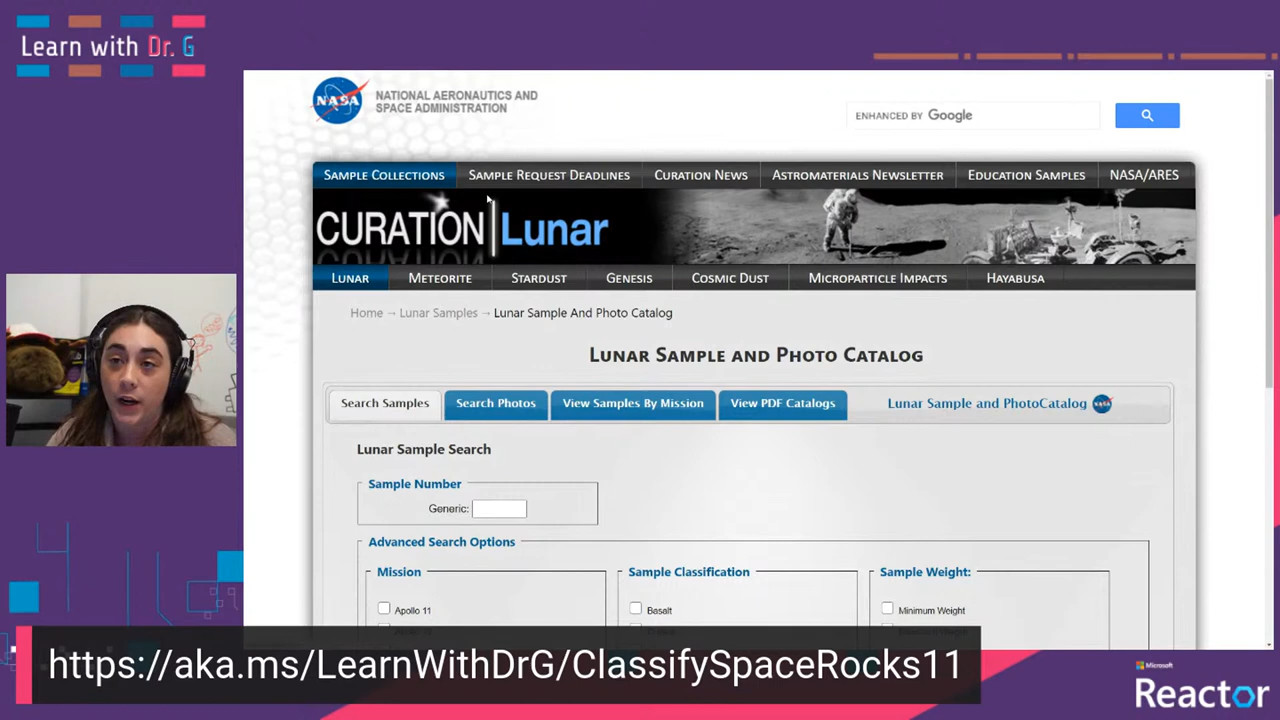 Learn with Dr. G
NASA
NATIONAL AERONAUTICS AND
SPACE ADMINISTRATION
ENHANCED BY Google
SAMPLE COLLECTIONS
SAMPLE REQUEST DEADLINES
CURATION NEWS
ASTROMATERIALS NEWSLETTER
EDUCATION SAMPLES
NASA/ARES
CURATION | Lunar
LUNAR
METEORITE
STARDUST
GENESIS
COSMIC DUST
MICROPARTICLE IMPACTS
HAYABUSA
Home → Lunar Samples → Lunar Sample And Photo Catalog
LUNAR SAMPLE AND PHOTO CATALOG
Search Samples
Search Photos
View Samples By Mission
View PDF Catalogs
Lunar Sample and PhotoCatalog
Lunar Sample Search
Sample Number
Generic:
Advanced Search Options
Mission
Sample Classification
Sample Weight:
Apollo 11
Basalt
Minimum Weight
https://aka.ms/LearnWithDrG/ClassifySpaceRocks11
Microsoft
Reactor